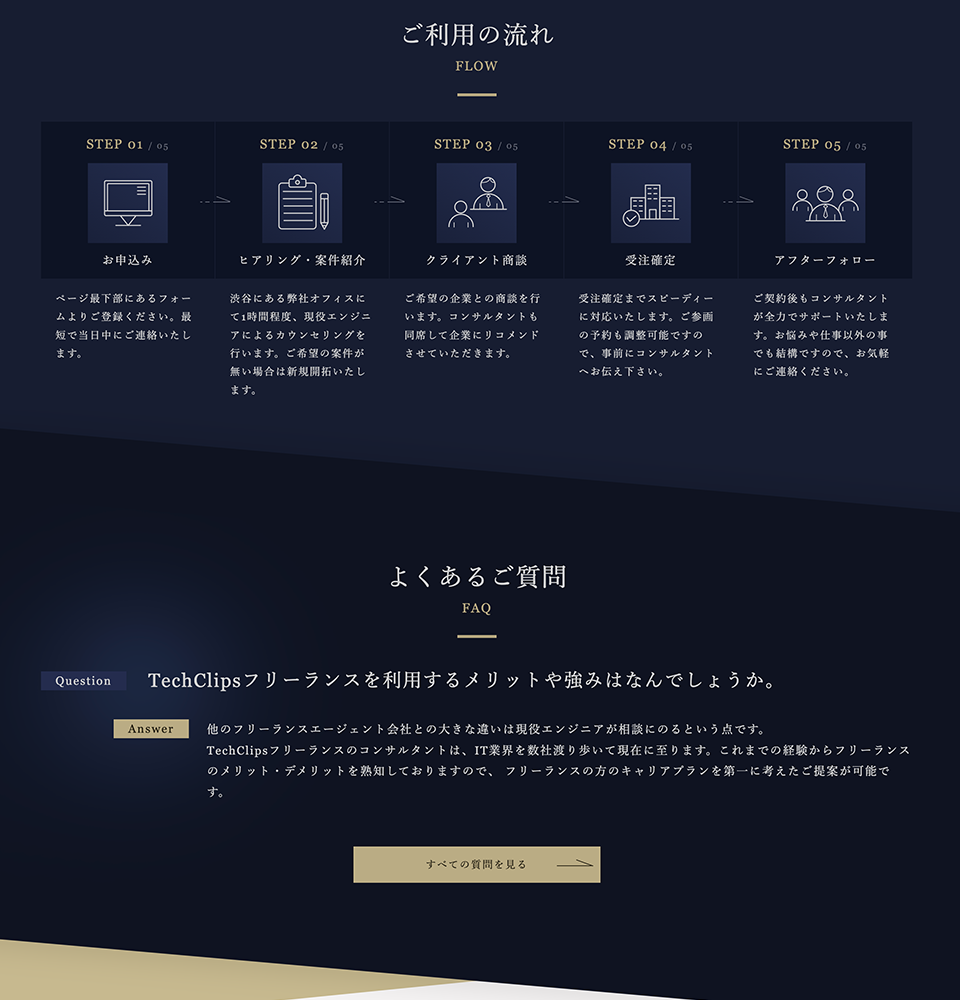 ご利用の流れ
FLOW
STEP 01 / 05
お申込み
ページ最下部にあるフォー
ムよりご登録ください。最
短で当日中にご連絡いたし
ます。
STEP 02 / 05
ヒアリング・案件紹介
渋谷にある弊社オフィスに
て1時間程度、現役エンジニ
アによるカウンセリングを
行います。ご希望の案件が
無い場合は新規開拓いたし
ます。
STEP 03 / 05
クライアント商談
ご希望の企業との商談を行
います。コンサルタントも
同席して企業にリコメンド
させていただきます。
STEP 04 / 05
受注確定
受注確定までスピーディー
に対応いたします。ご参画
の予約も調整可能ですの
で、事前にコンサルタント
へお伝え下さい。
STEP 05 / 05
アフターフォロー
ご契約後もコンサルタント
が全力でサポートいたしま
す。お悩みや仕事以外の事
でも結構ですので、お気軽
にご連絡ください。
よくあるご質問
FAQ
Question
TechClipsフリーランスを利用するメリットや強みはなんでしょうか。
Answer
他のフリーランスエージェント会社との大きな違いは現役エンジニアが相談にのるという点です。
TechClipsフリーランスのコンサルタントは、IT業界を数社渡り歩いて現在に至ります。これまでの経験からフリーランス
のメリット・デメリットを熟知しておりますので、 フリーランスの方のキャリアプランを第一に考えたご提案が可能で
す。
すべての質問を見る